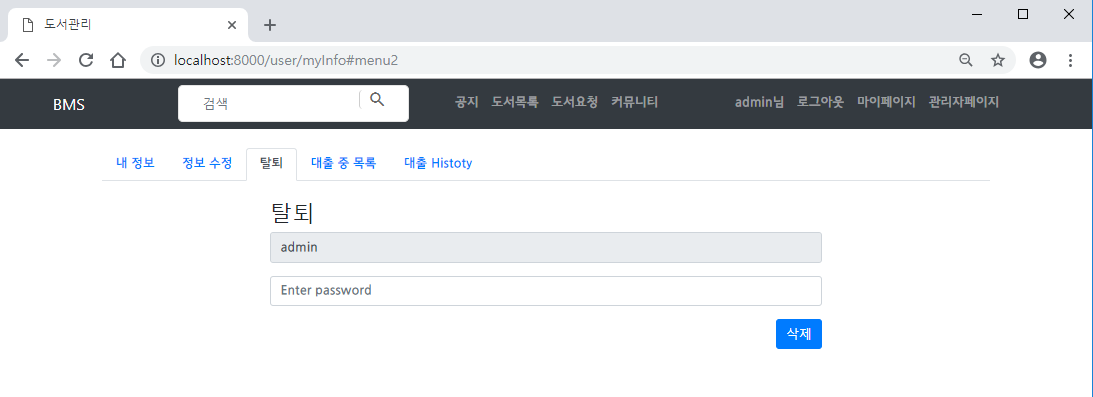 도서관리
localhost:8000/user/myInfo#menu2
BMS 검색 공지 도서목록 도서요청 커뮤니티 admin님 로그아웃 마이페이지 관리자페이지
내 정보 정보 수정 탈퇴 대출 중 목록 대출 Histoty
탈퇴
admin
Enter password
삭제